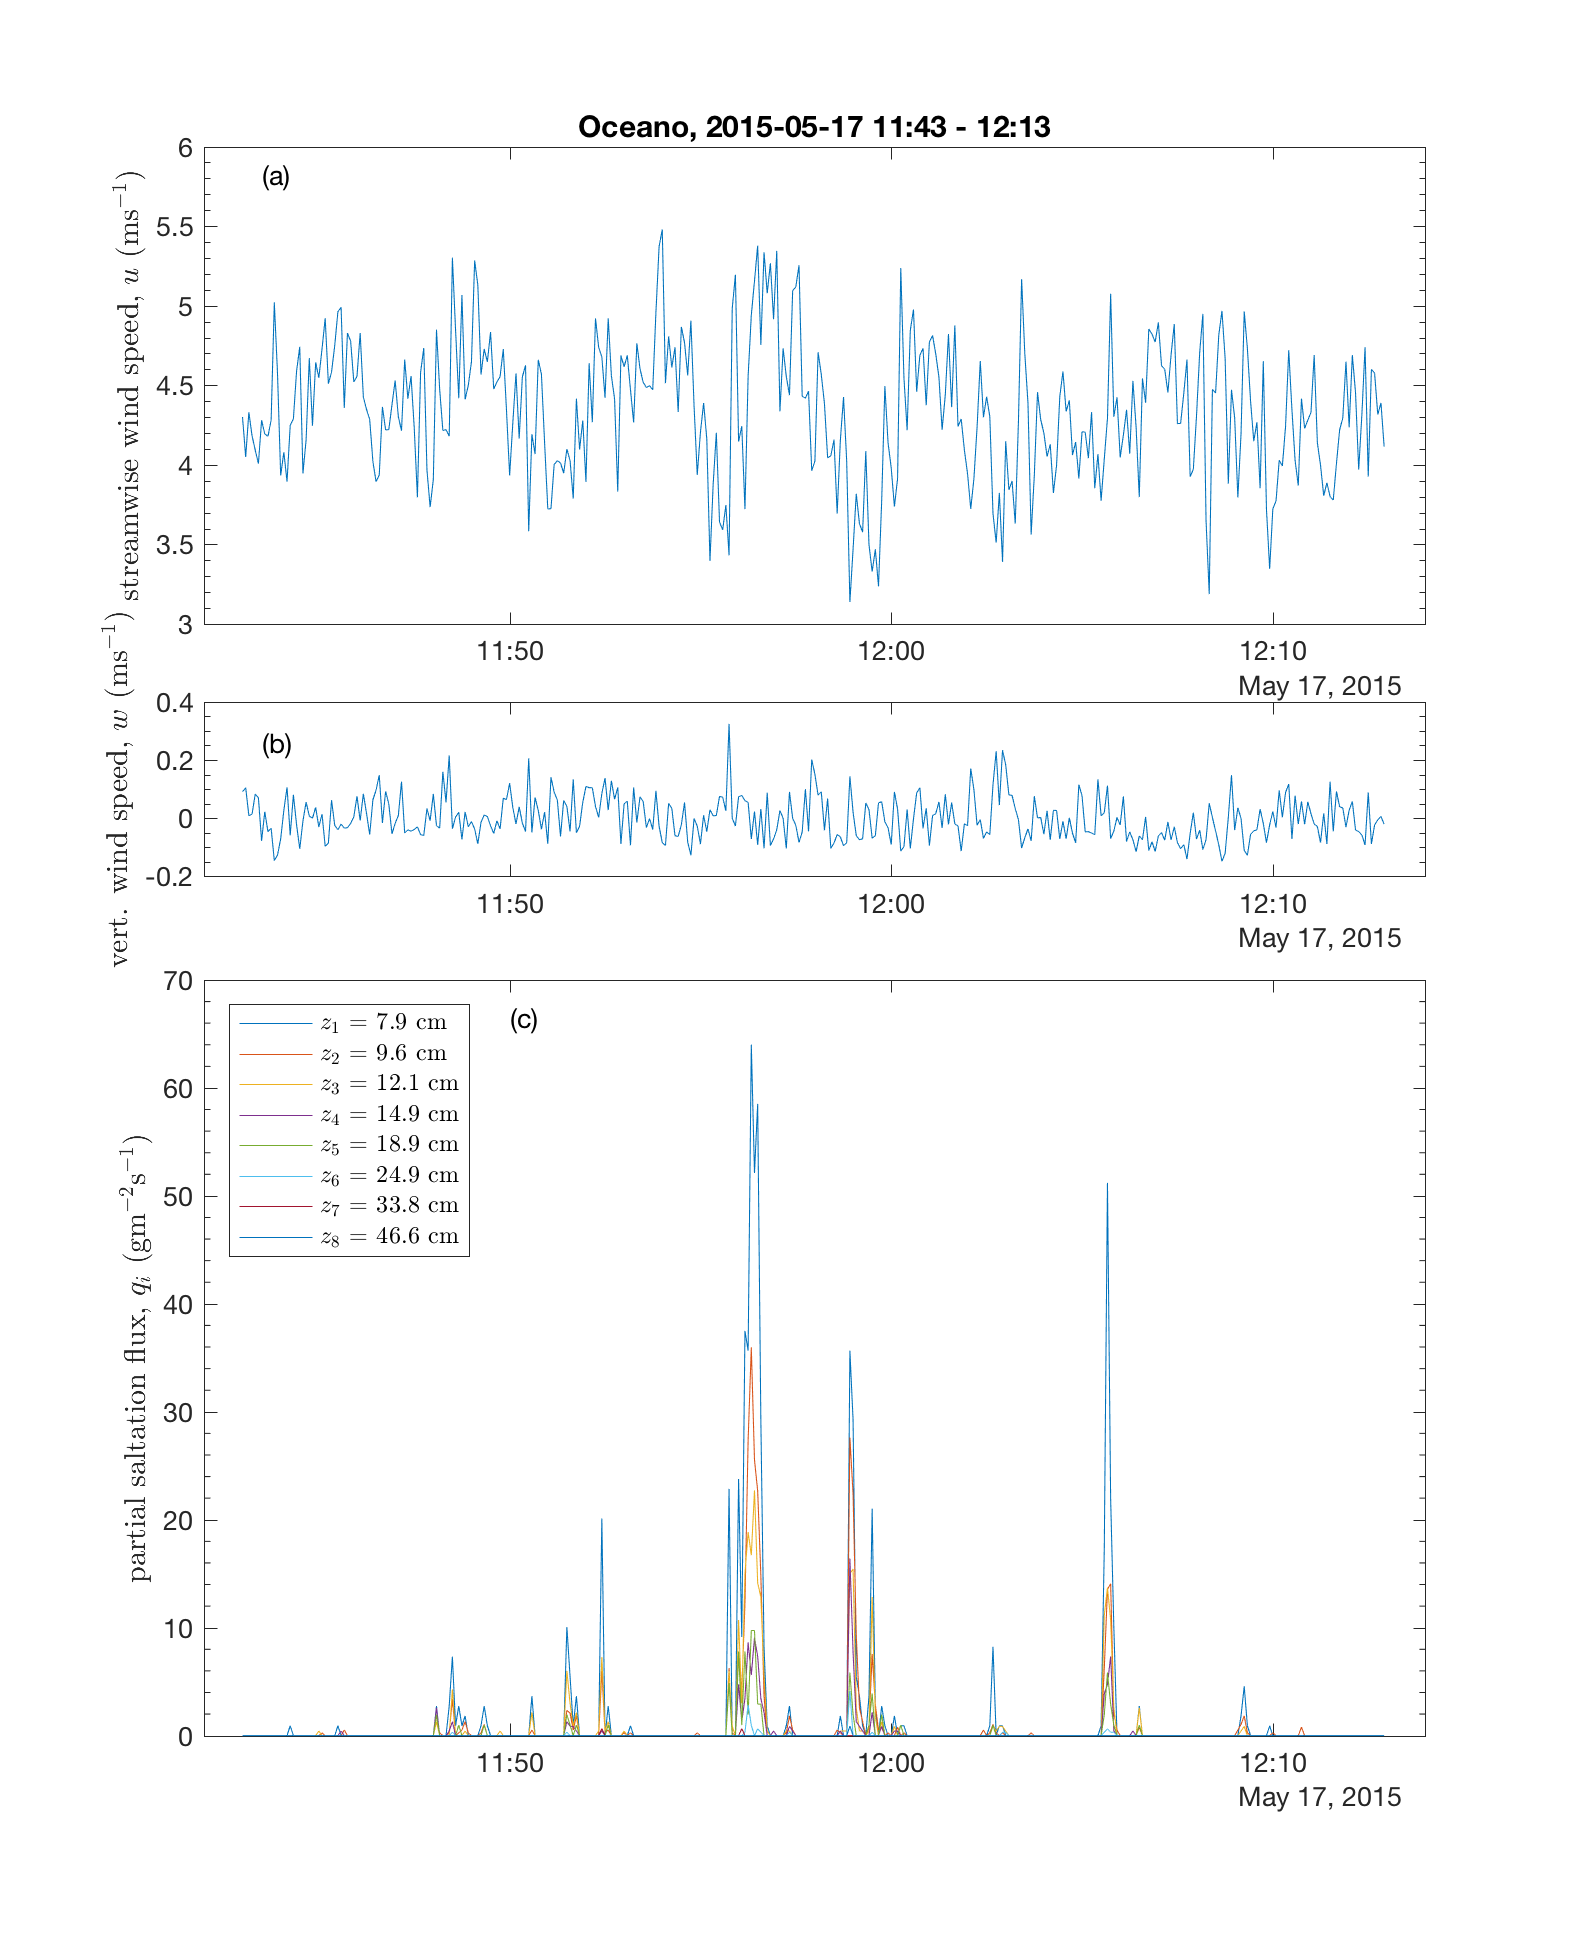 Oceano, 2015-05-17 11:43 - 12:13
(a)
streamwise wind speed, u (ms⁻¹)
6
5.5
5
4.5
4
3.5
3
11:50 12:00 12:10
May 17, 2015
(b)
vert. wind speed, w (ms⁻¹)
0.4
0.2
0
-0.2
11:50 12:00 12:10
May 17, 2015
(c)
partial saltation flux, qᵢ (gm⁻²s⁻¹)
70
60
50
40
30
20
10
0
z₁ = 7.9 cm
z₂ = 9.6 cm
z₃ = 12.1 cm
z₄ = 14.9 cm
z₅ = 18.9 cm
z₆ = 24.9 cm
z₇ = 33.8 cm
z₈ = 46.6 cm
11:50 12:00 12:10
May 17, 2015